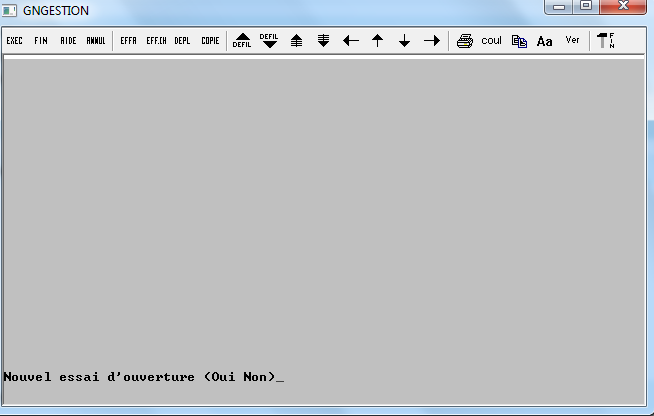 GNGESTION
EXEC FIN AIDE ANNUL EFFA EFF.CH DEPL COPIE DEFIL DEFIL coul Aa Ver FIN
Nouvel essai d'ouverture (Oui Non)_